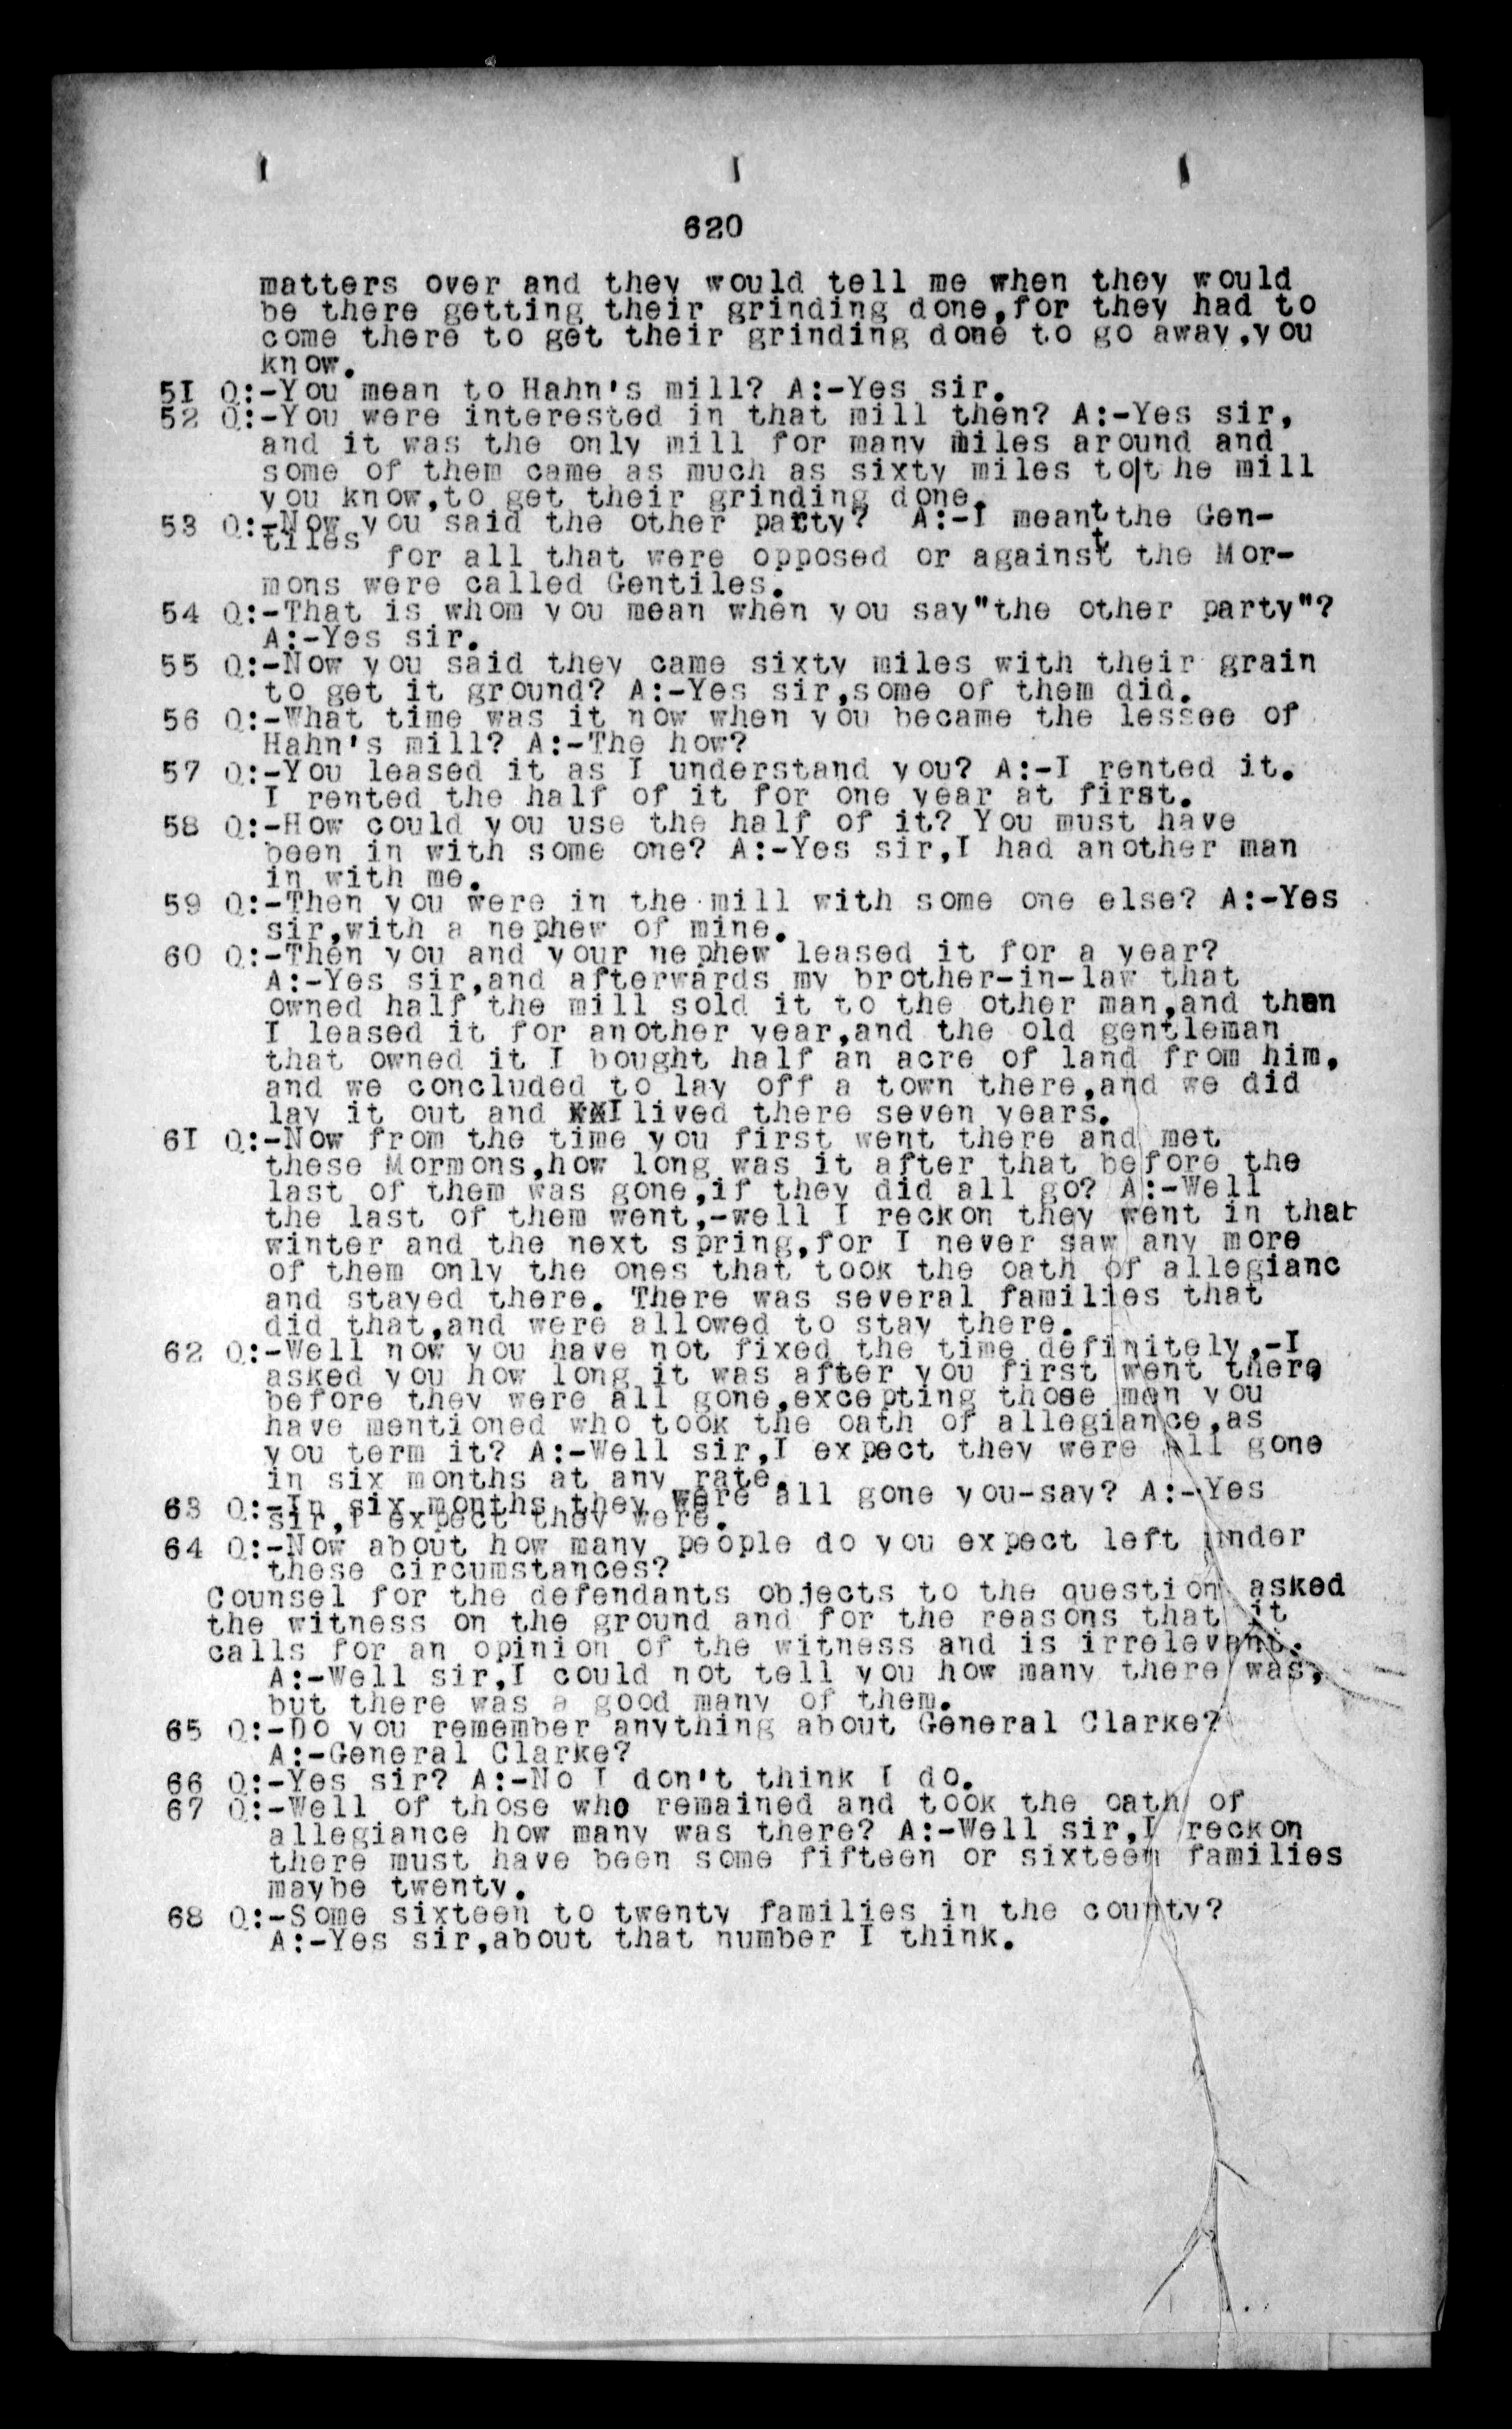 620
matters over and they would tell me when they would
be there getting their grinding done,for they had to
come there to get their grinding done to go away,you
know.
51 Q:-You mean to Hahn's mill? A:-Yes sir.
52 Q:-You were interested in that mill then? A:-Yes sir,
and it was the only mill for many miles around and
some of them came as much as sixty miles to|t he mill
you know,to get their grinding done.
53 Q:-Now you said the other party? A:-I meant the Gen-
tiles for all that were opposed or against the Mor-
mons were called Gentiles.
54 Q:-That is whom you mean when you say"the other party"?
A:-Yes sir.
55 Q:-Now you said they came sixty miles with their grain
to get it ground? A:-Yes sir,some of them did.
56 Q:-What time was it now when you became the lessee of
Hahn's mill? A:-The how?
57 Q:-You leased it as I understand you? A:-I rented it.
I rented the half of it for one year at first.
58 Q:-How could you use the half of it? You must have
been in with some one? A:-Yes sir,I had another man
in with me.
59 Q:-Then you were in the mill with some one else? A:-Yes
sir,with a nephew of mine.
60 Q:-Then you and your nephew leased it for a year?
A:-Yes sir,and afterwards my brother-in-law that
owned half the mill sold it to the other man,and then
I leased it for another year,and the old gentleman
that owned it I bought half an acre of land from him,
and we concluded to lay off a town there,and we did
lay it out and XXI lived there seven years.
61 Q:-Now from the time you first went there and met
these Mormons,how long was it after that before the
last of them was gone,if they did all go? A:-Well
the last of them went,-well I reckon they went in that
winter and the next spring,for I never saw any more
of them only the ones that took the oath of allegianc
and stayed there. There was several families that
did that,and were allowed to stay there.
62 Q:-Well now you have not fixed the time definitely,-I
asked you how long it was after you first went there
before they were all gone,excepting those men you
have mentioned who took the oath of allegiance,as
you term it? A:-Well sir,I expect they were all gone
in six months at any rate.
63 Q:-In six months they were all gone you-say? A:-Yes
sir,I expect they were.
64 Q:-Now about how many people do you expect left under
these circumstances?
Counsel for the defendants objects to the question asked
the witness on the ground and for the reasons that it
calls for an opinion of the witness and is irrelevant.
A:-Well sir,I could not tell you how many there was,
but there was a good many of them.
65 Q:-Do you remember anything about General Clarke?
A:-General Clarke?
66 Q:-Yes sir? A:-No I don't think I do.
67 Q:-Well of those who remained and took the oath of
allegiance how many was there? A:-Well sir,I reckon
there must have been some fifteen or sixteen families
maybe twenty.
68 Q:-Some sixteen to twenty families in the county?
A:-Yes sir,about that number I think.